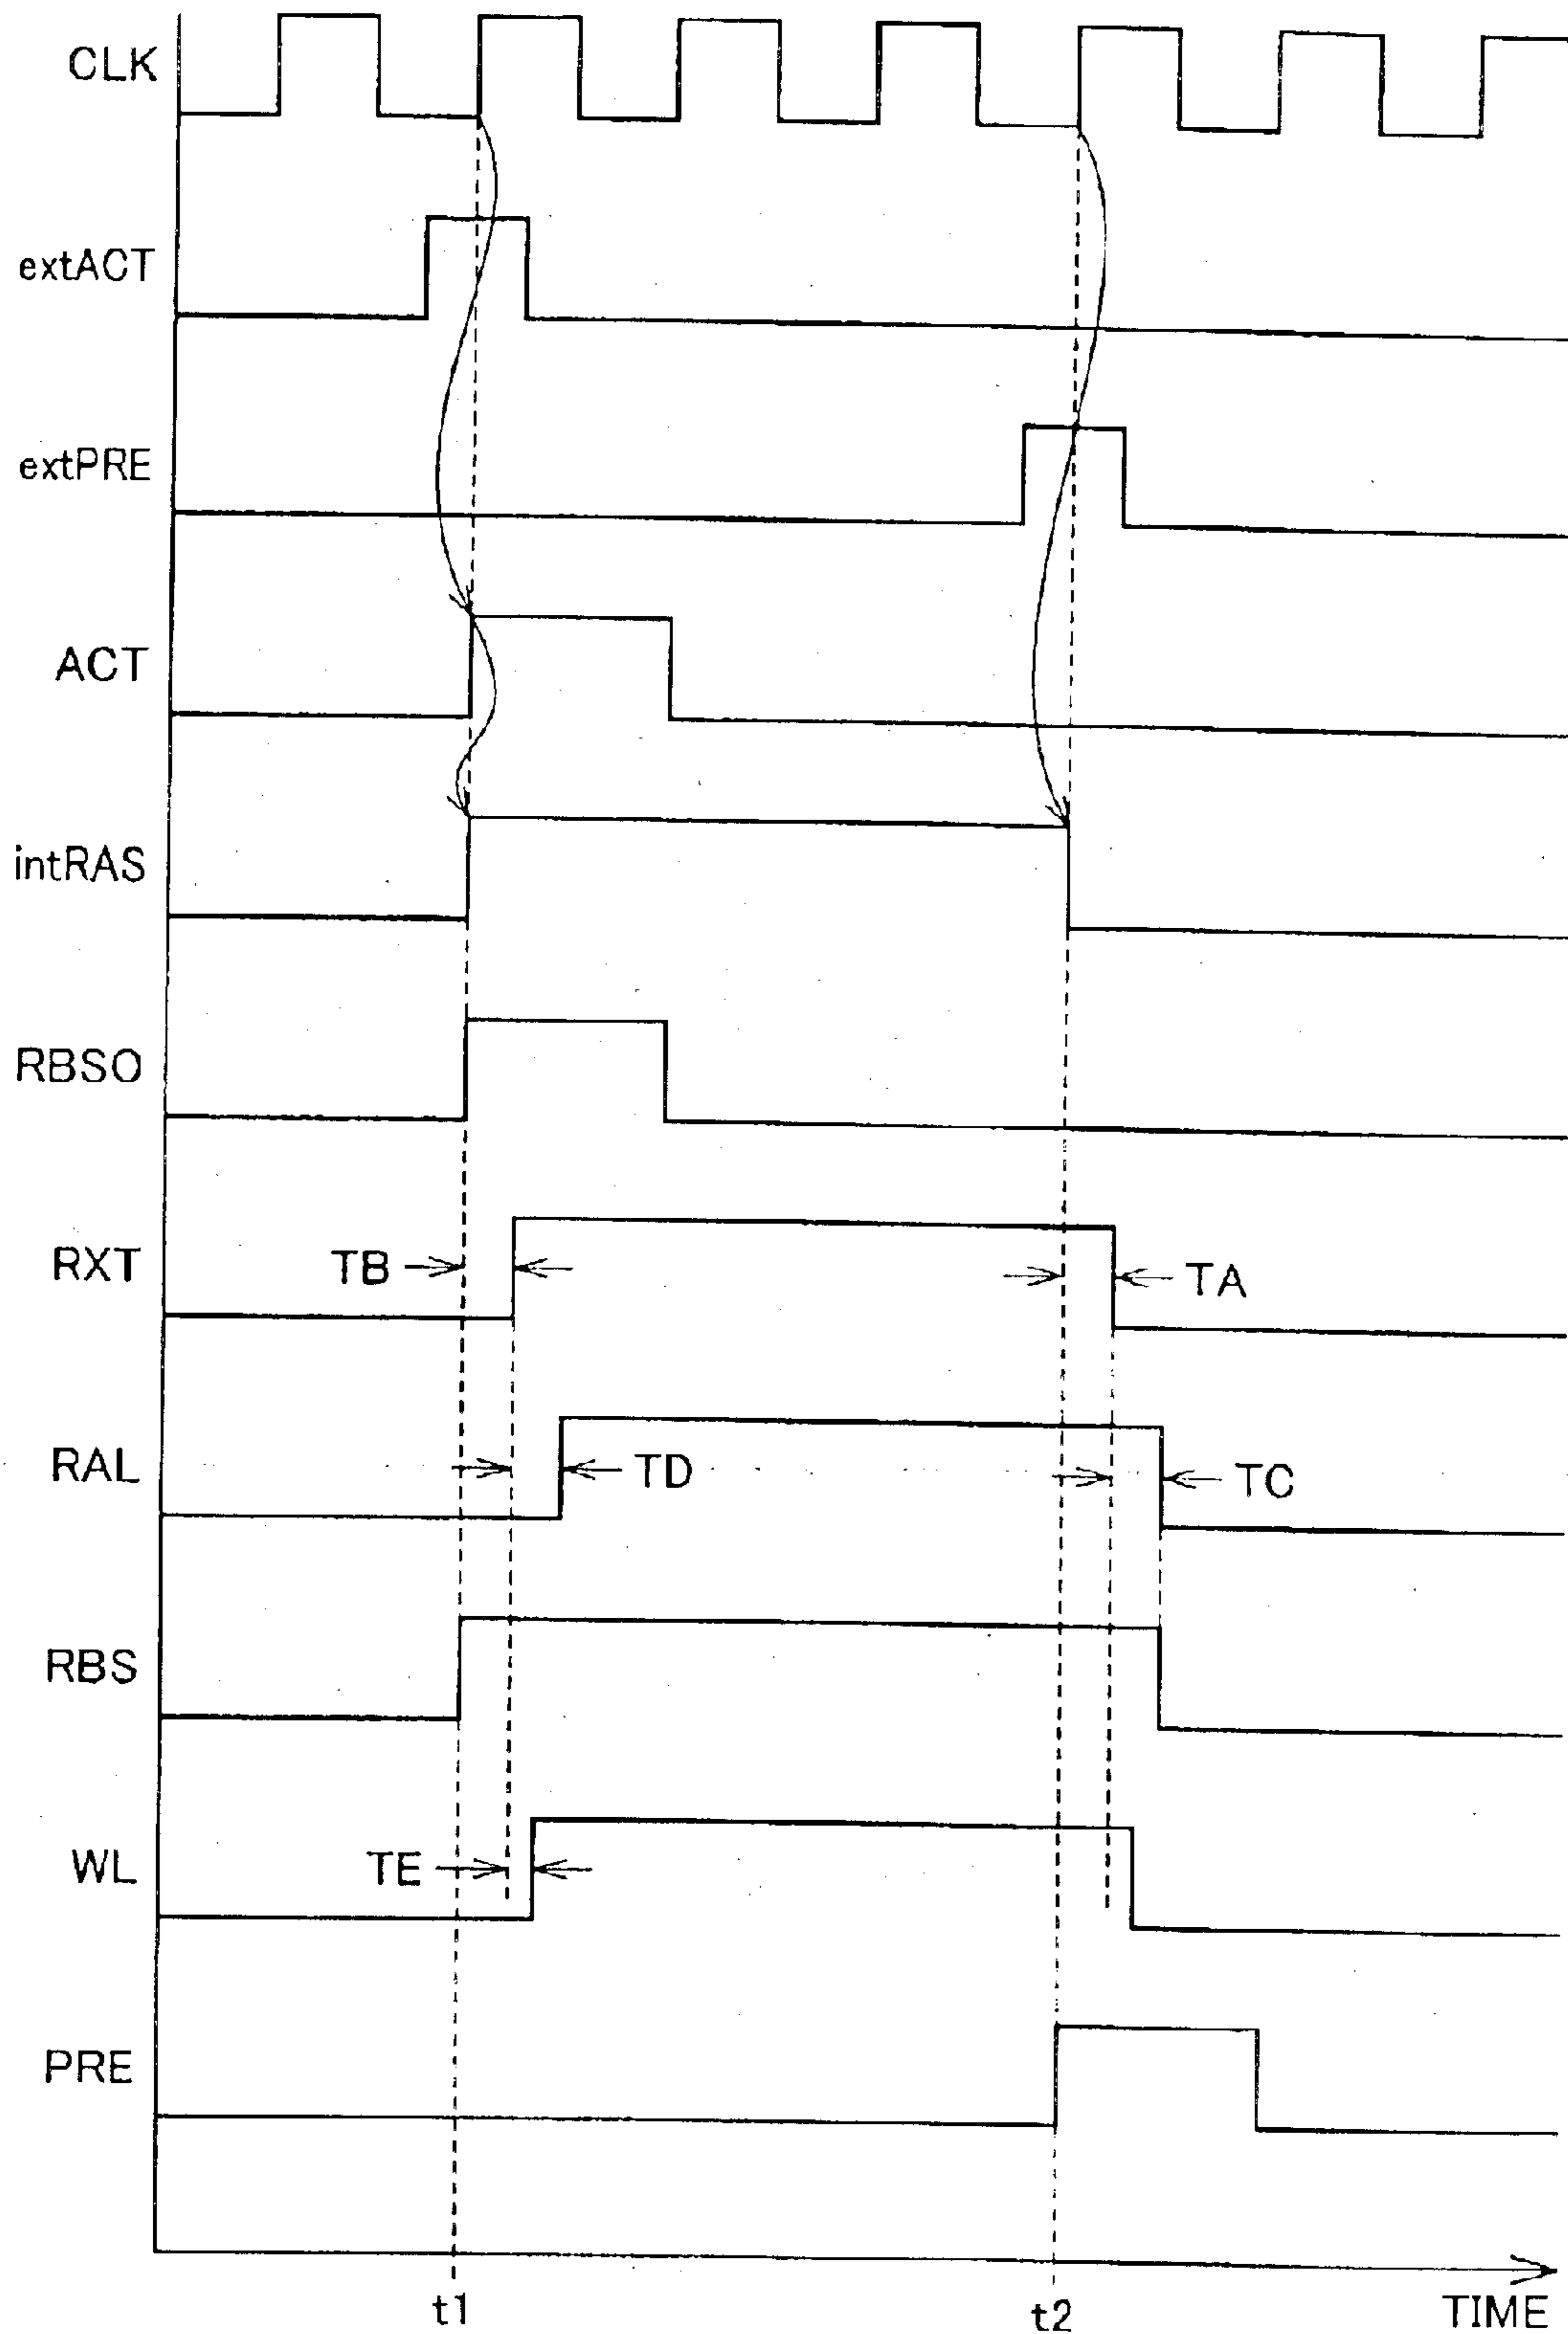 CLK
extACT
extPRE
ACT
intRAS
RBSO
RXT
TB
TA
RAL
TD
TC
RBS
WL
TE
PRE
t1
t2
TIME